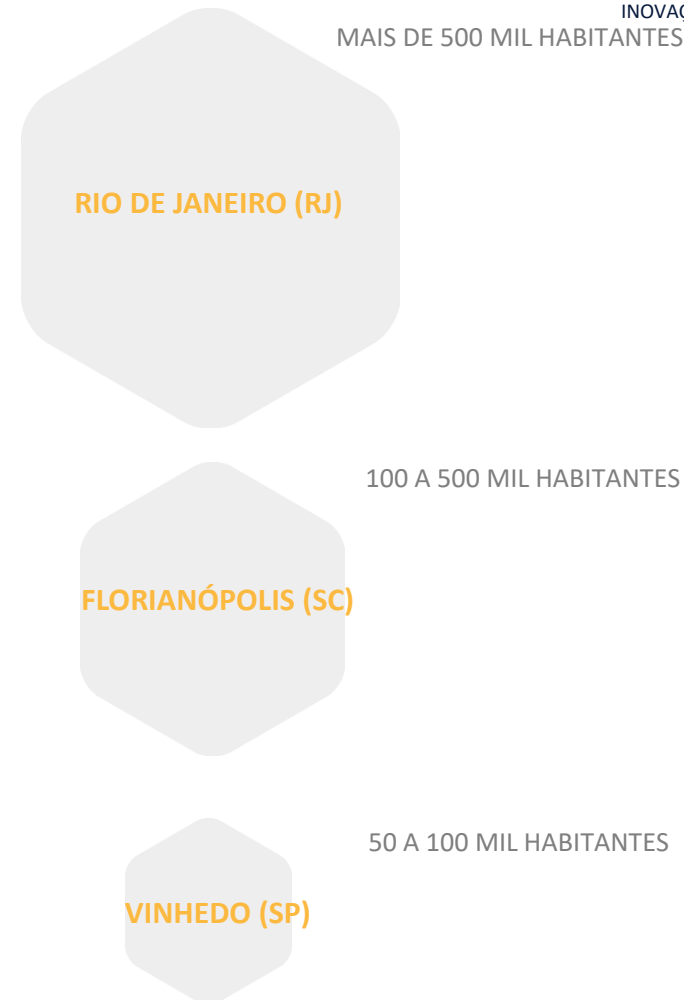 MAIS DE 500 MIL HABITANTES
RIO DE JANEIRO (RJ)
100 A 500 MIL HABITANTES
FLORIANÓPOLIS (SC)
50 A 100 MIL HABITANTES
VINHEDO (SP)